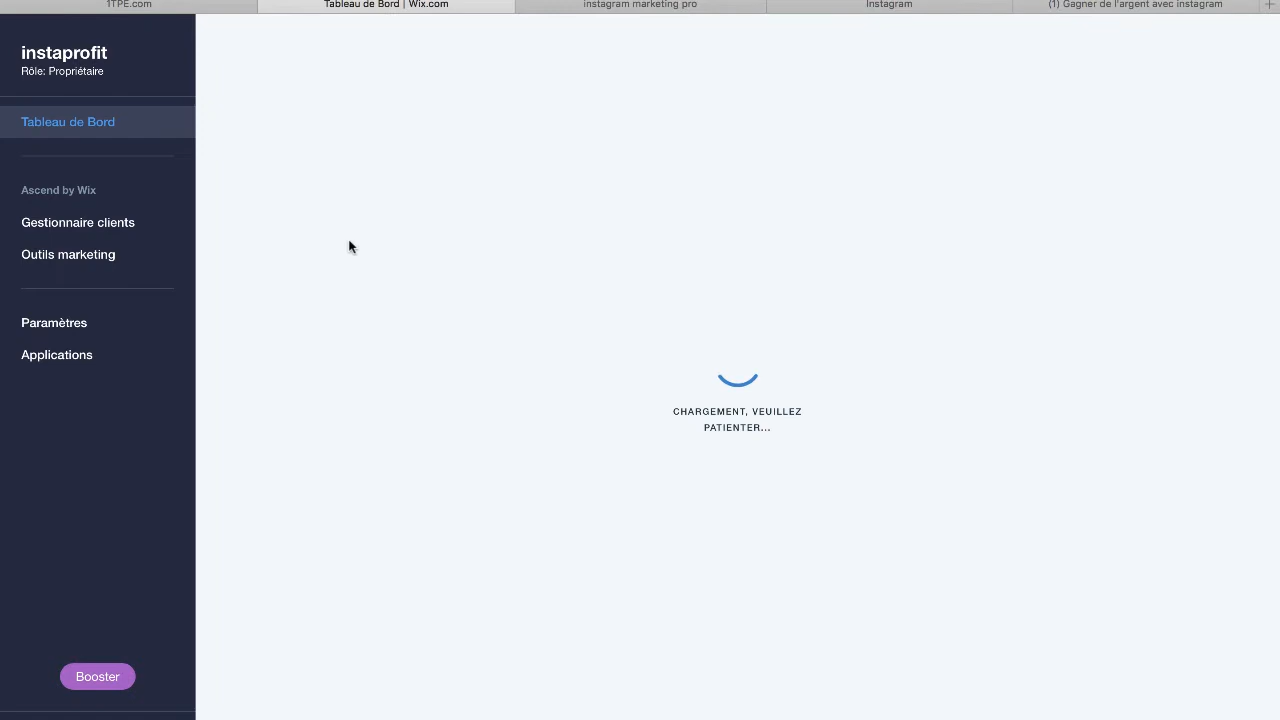 1TPE.com
Tableau de Bord | Wix.com
instagram marketing pro
Instagram
(1) Gagner de l'argent avec instagram
instaprofit
Rôle: Propriétaire
Tableau de Bord
Ascend by Wix
Gestionnaire clients
Outils marketing
Paramètres
Applications
CHARGEMENT, VEUILLEZ
PATIENTER...
Booster